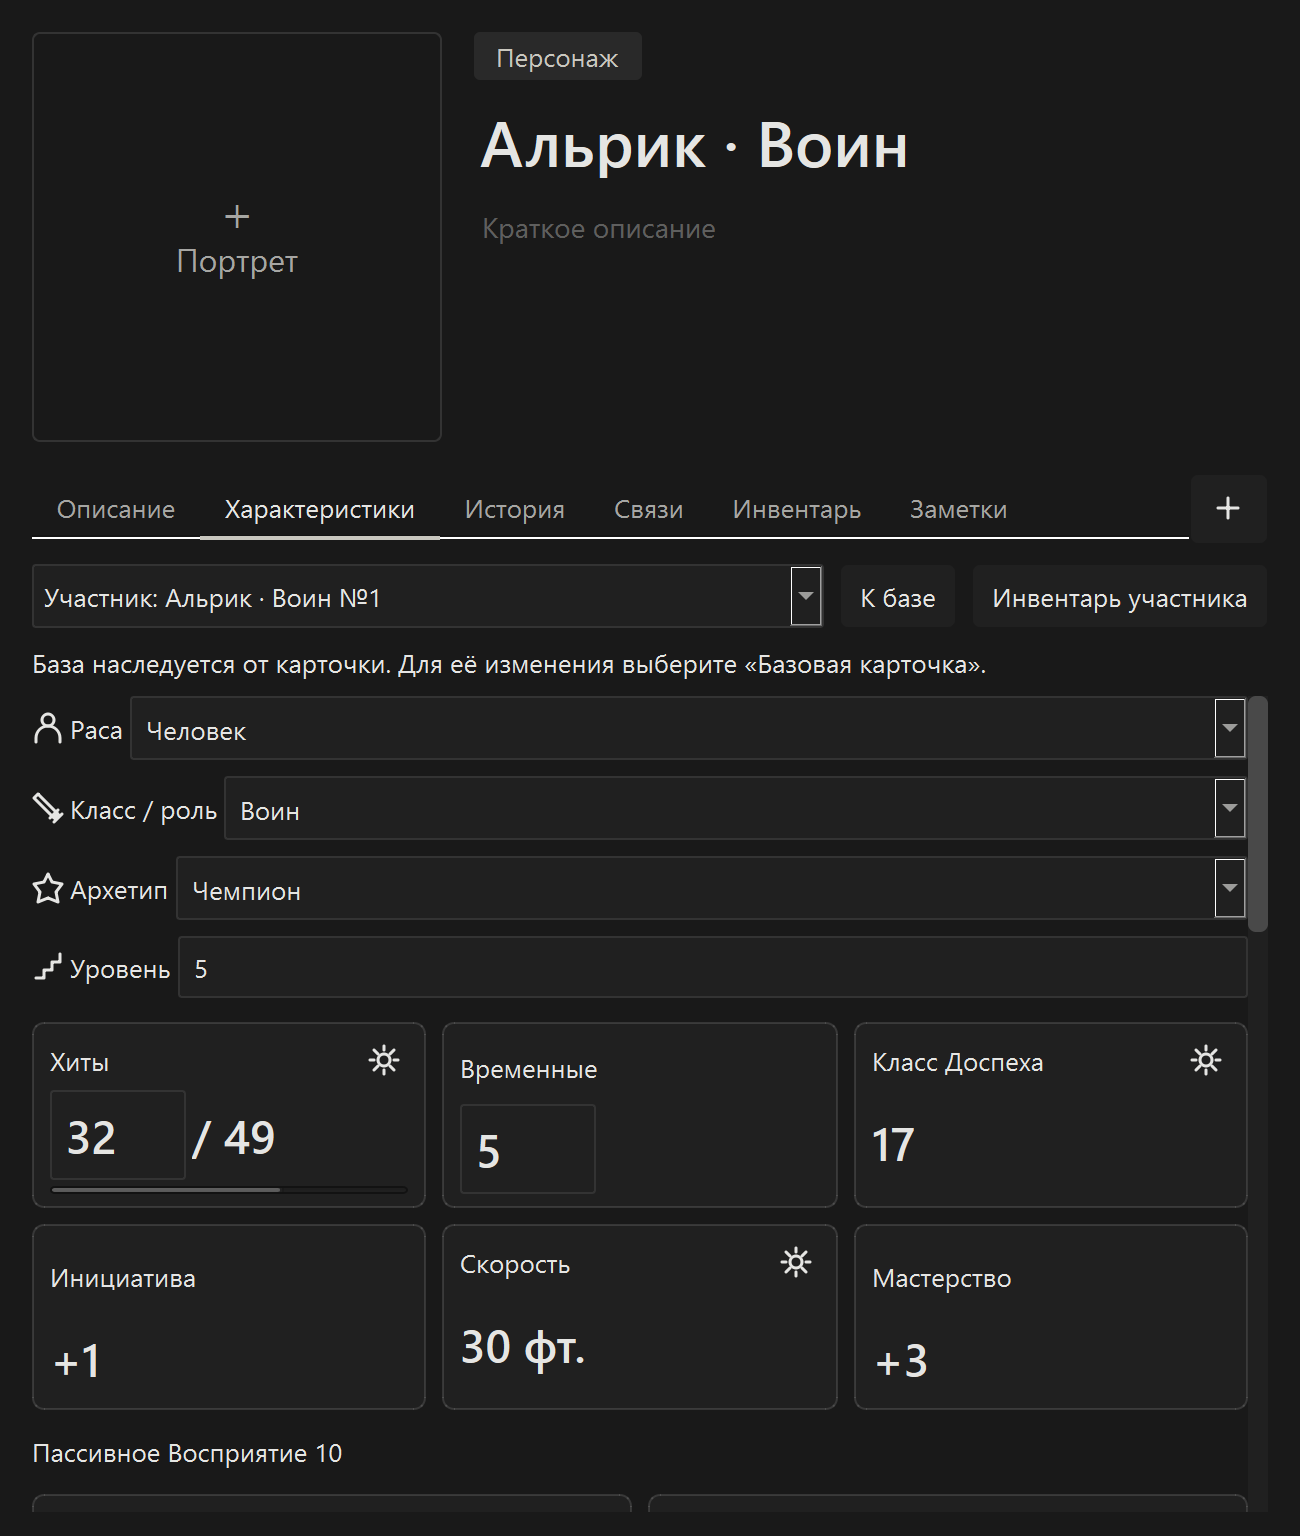 Персонаж
Альрик · Воин
Краткое описание
+
Портрет
Описание Характеристики История Связи Инвентарь Заметки +
Участник: Альрик · Воин №1 К базе Инвентарь участника
База наследуется от карточки. Для её изменения выберите «Базовая карточка».
Раса Человек
Класс / роль Воин
Архетип Чемпион
Уровень 5
Хиты Временные Класс Доспеха
32 / 49 5 17
Инициатива Скорость Мастерство
+1 30 фт. +3
Пассивное Восприятие 10